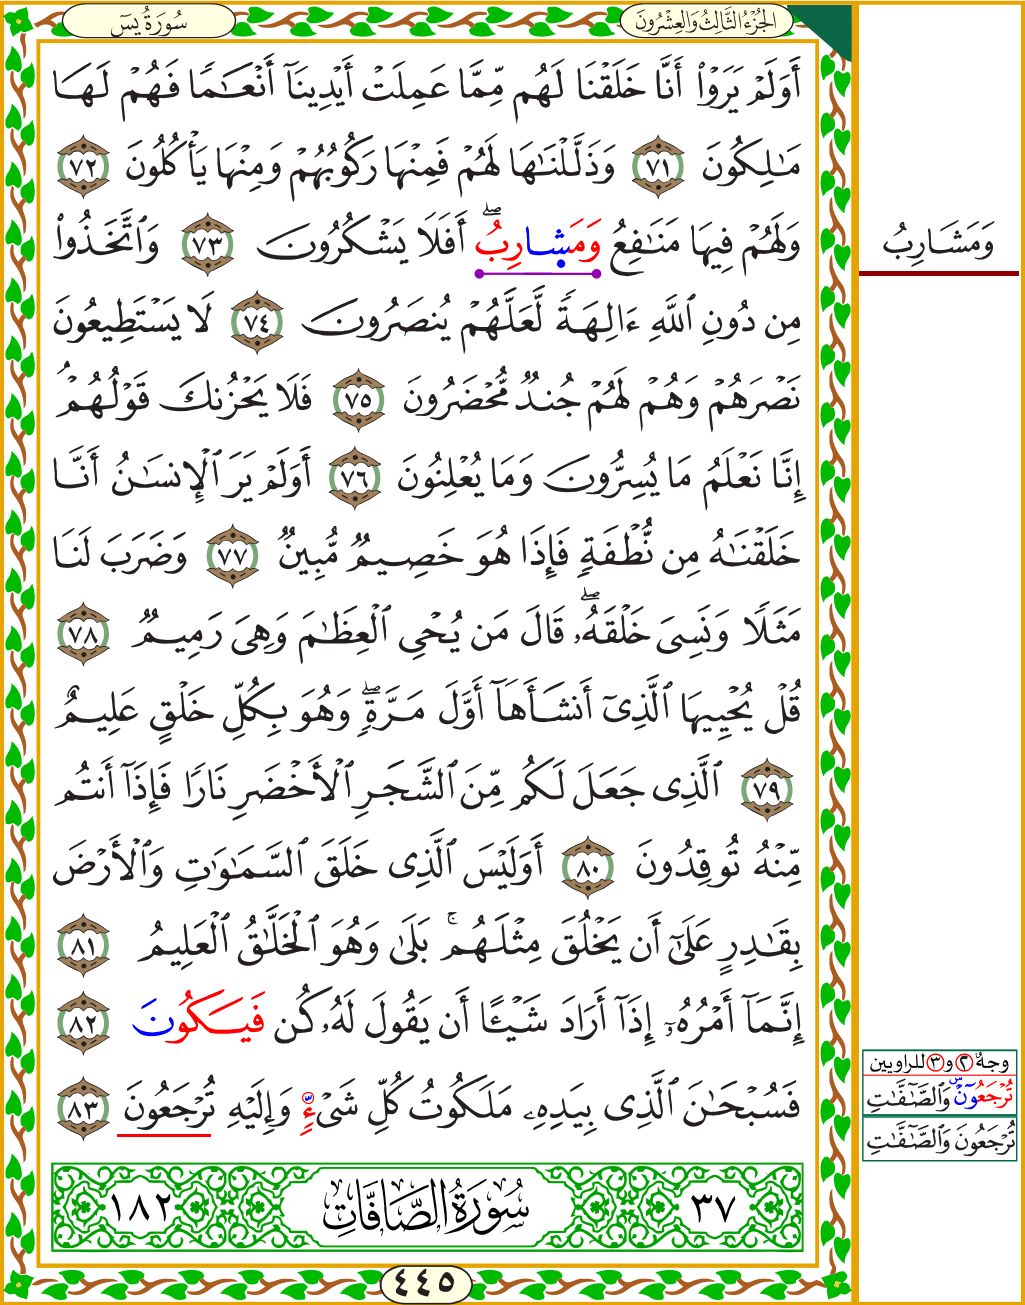 الجُزْءُ الثَّالِثُ وَالعِشْرُونَ
سُورَةُ يسٓ
أَوَلَمْ يَرَوْا۟ أَنَّا خَلَقْنَا لَهُم مِّمَّا عَمِلَتْ أَيْدِينَآ أَنْعَـٰمًا فَهُمْ لَهَا
مَـٰلِكُونَ ٧١ وَذَلَّلْنَـٰهَا لَهُمْ فَمِنْهَا رَكُوبُهُمْ وَمِنْهَا يَأْكُلُونَ ٧٢
وَلَهُمْ فِيهَا مَنَـٰفِعُ وَمَشَارِبُ ۖ أَفَلَا يَشْكُرُونَ ٧٣ وَٱتَّخَذُوا۟
مِن دُونِ ٱللَّهِ ءَالِهَةً لَّعَلَّهُمْ يُنصَرُونَ ٧٤ لَا يَسْتَطِيعُونَ
نَصْرَهُمْ وَهُمْ لَهُمْ جُندٌ مُّحْضَرُونَ ٧٥ فَلَا يَحْزُنكَ قَوْلُهُمْ ۘ
إِنَّا نَعْلَمُ مَا يُسِرُّونَ وَمَا يُعْلِنُونَ ٧٦ أَوَلَمْ يَرَ ٱلْإِنسَـٰنُ أَنَّا
خَلَقْنَـٰهُ مِن نُّطْفَةٍ فَإِذَا هُوَ خَصِيمٌ مُّبِينٌ ٧٧ وَضَرَبَ لَنَا
مَثَلًا وَنَسِىَ خَلْقَهُۥ ۖ قَالَ مَن يُحْىِ ٱلْعِظَـٰمَ وَهِىَ رَمِيمٌ ٧٨
قُلْ يُحْيِيهَا ٱلَّذِىٓ أَنشَأَهَآ أَوَّلَ مَرَّةٍ ۖ وَهُوَ بِكُلِّ خَلْقٍ عَلِيمٌ
٧٩ ٱلَّذِى جَعَلَ لَكُم مِّنَ ٱلشَّجَرِ ٱلْأَخْضَرِ نَارًا فَإِذَآ أَنتُم
مِّنْهُ تُوقِدُونَ ٨٠ أَوَلَيْسَ ٱلَّذِى خَلَقَ ٱلسَّمَـٰوَٰتِ وَٱلْأَرْضَ
بِقَـٰدِرٍ عَلَىٰٓ أَن يَخْلُقَ مِثْلَهُم ۚ بَلَىٰ وَهُوَ ٱلْخَلَّـٰقُ ٱلْعَلِيمُ ٨١
إِنَّمَآ أَمْرُهُۥٓ إِذَآ أَرَادَ شَيْـًٔا أَن يَقُولَ لَهُۥ كُن فَيَكُونَ ٨٢
فَسُبْحَـٰنَ ٱلَّذِى بِيَدِهِۦ مَلَكُوتُ كُلِّ شَىْءٍ وَإِلَيْهِ تُرْجَعُونَ ٨٣
٣٧ سُورَةُ الصَّافَّاتِ ١٨٢
٤٤٥
وَمَشَارِبُ
وجهٌ ٢ و ٣ للراويين
تُرْجَعُونَ ۜ وَٱلصَّـٰٓفَّـٰتِ
تُرْجَعُونَ وَٱلصَّـٰٓفَّـٰتِ